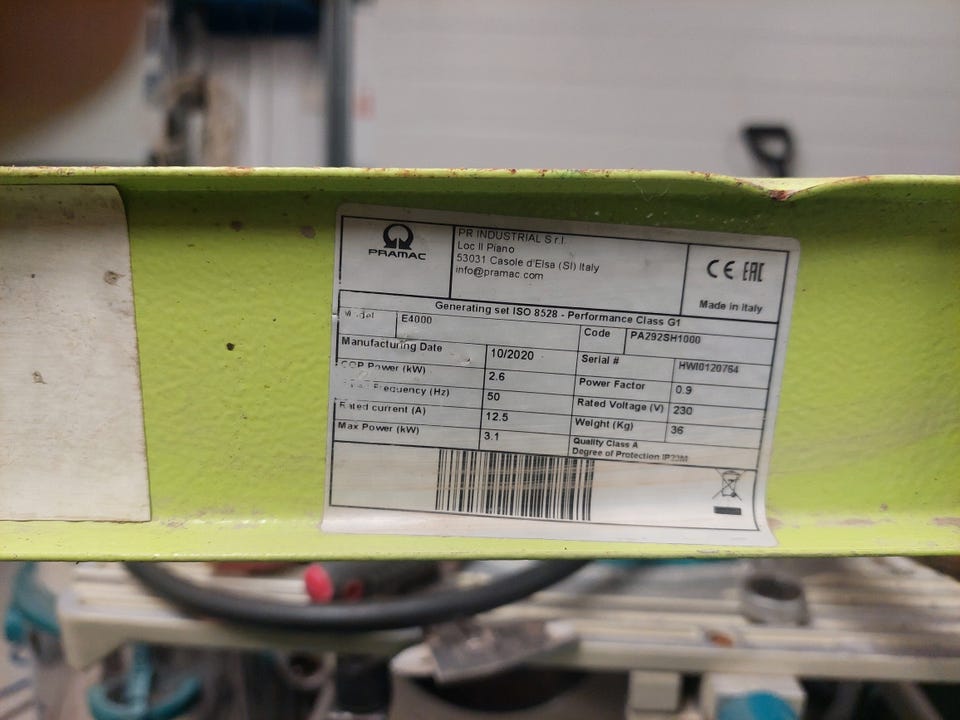 PRAMAC
PR INDUSTRIAL S.r.l.
Loc Il Piano
53031 Casole d'Elsa (SI) Italy
info@pramac.com
CE EAC
Made in Italy
Generating set ISO 8528 - Performance Class G1
Model E4000 Code PA292SH1000
Manufacturing Date 10/2020 Serial # HWI0120764
COP Power (kW) 2.6 Power Factor 0.9
Frequency (Hz) 50 Rated Voltage (V) 230
Rated current (A) 12.5 Weight (Kg) 36
Max Power (kW) 3.1 Quality Class A
Degree of Protection IP23M